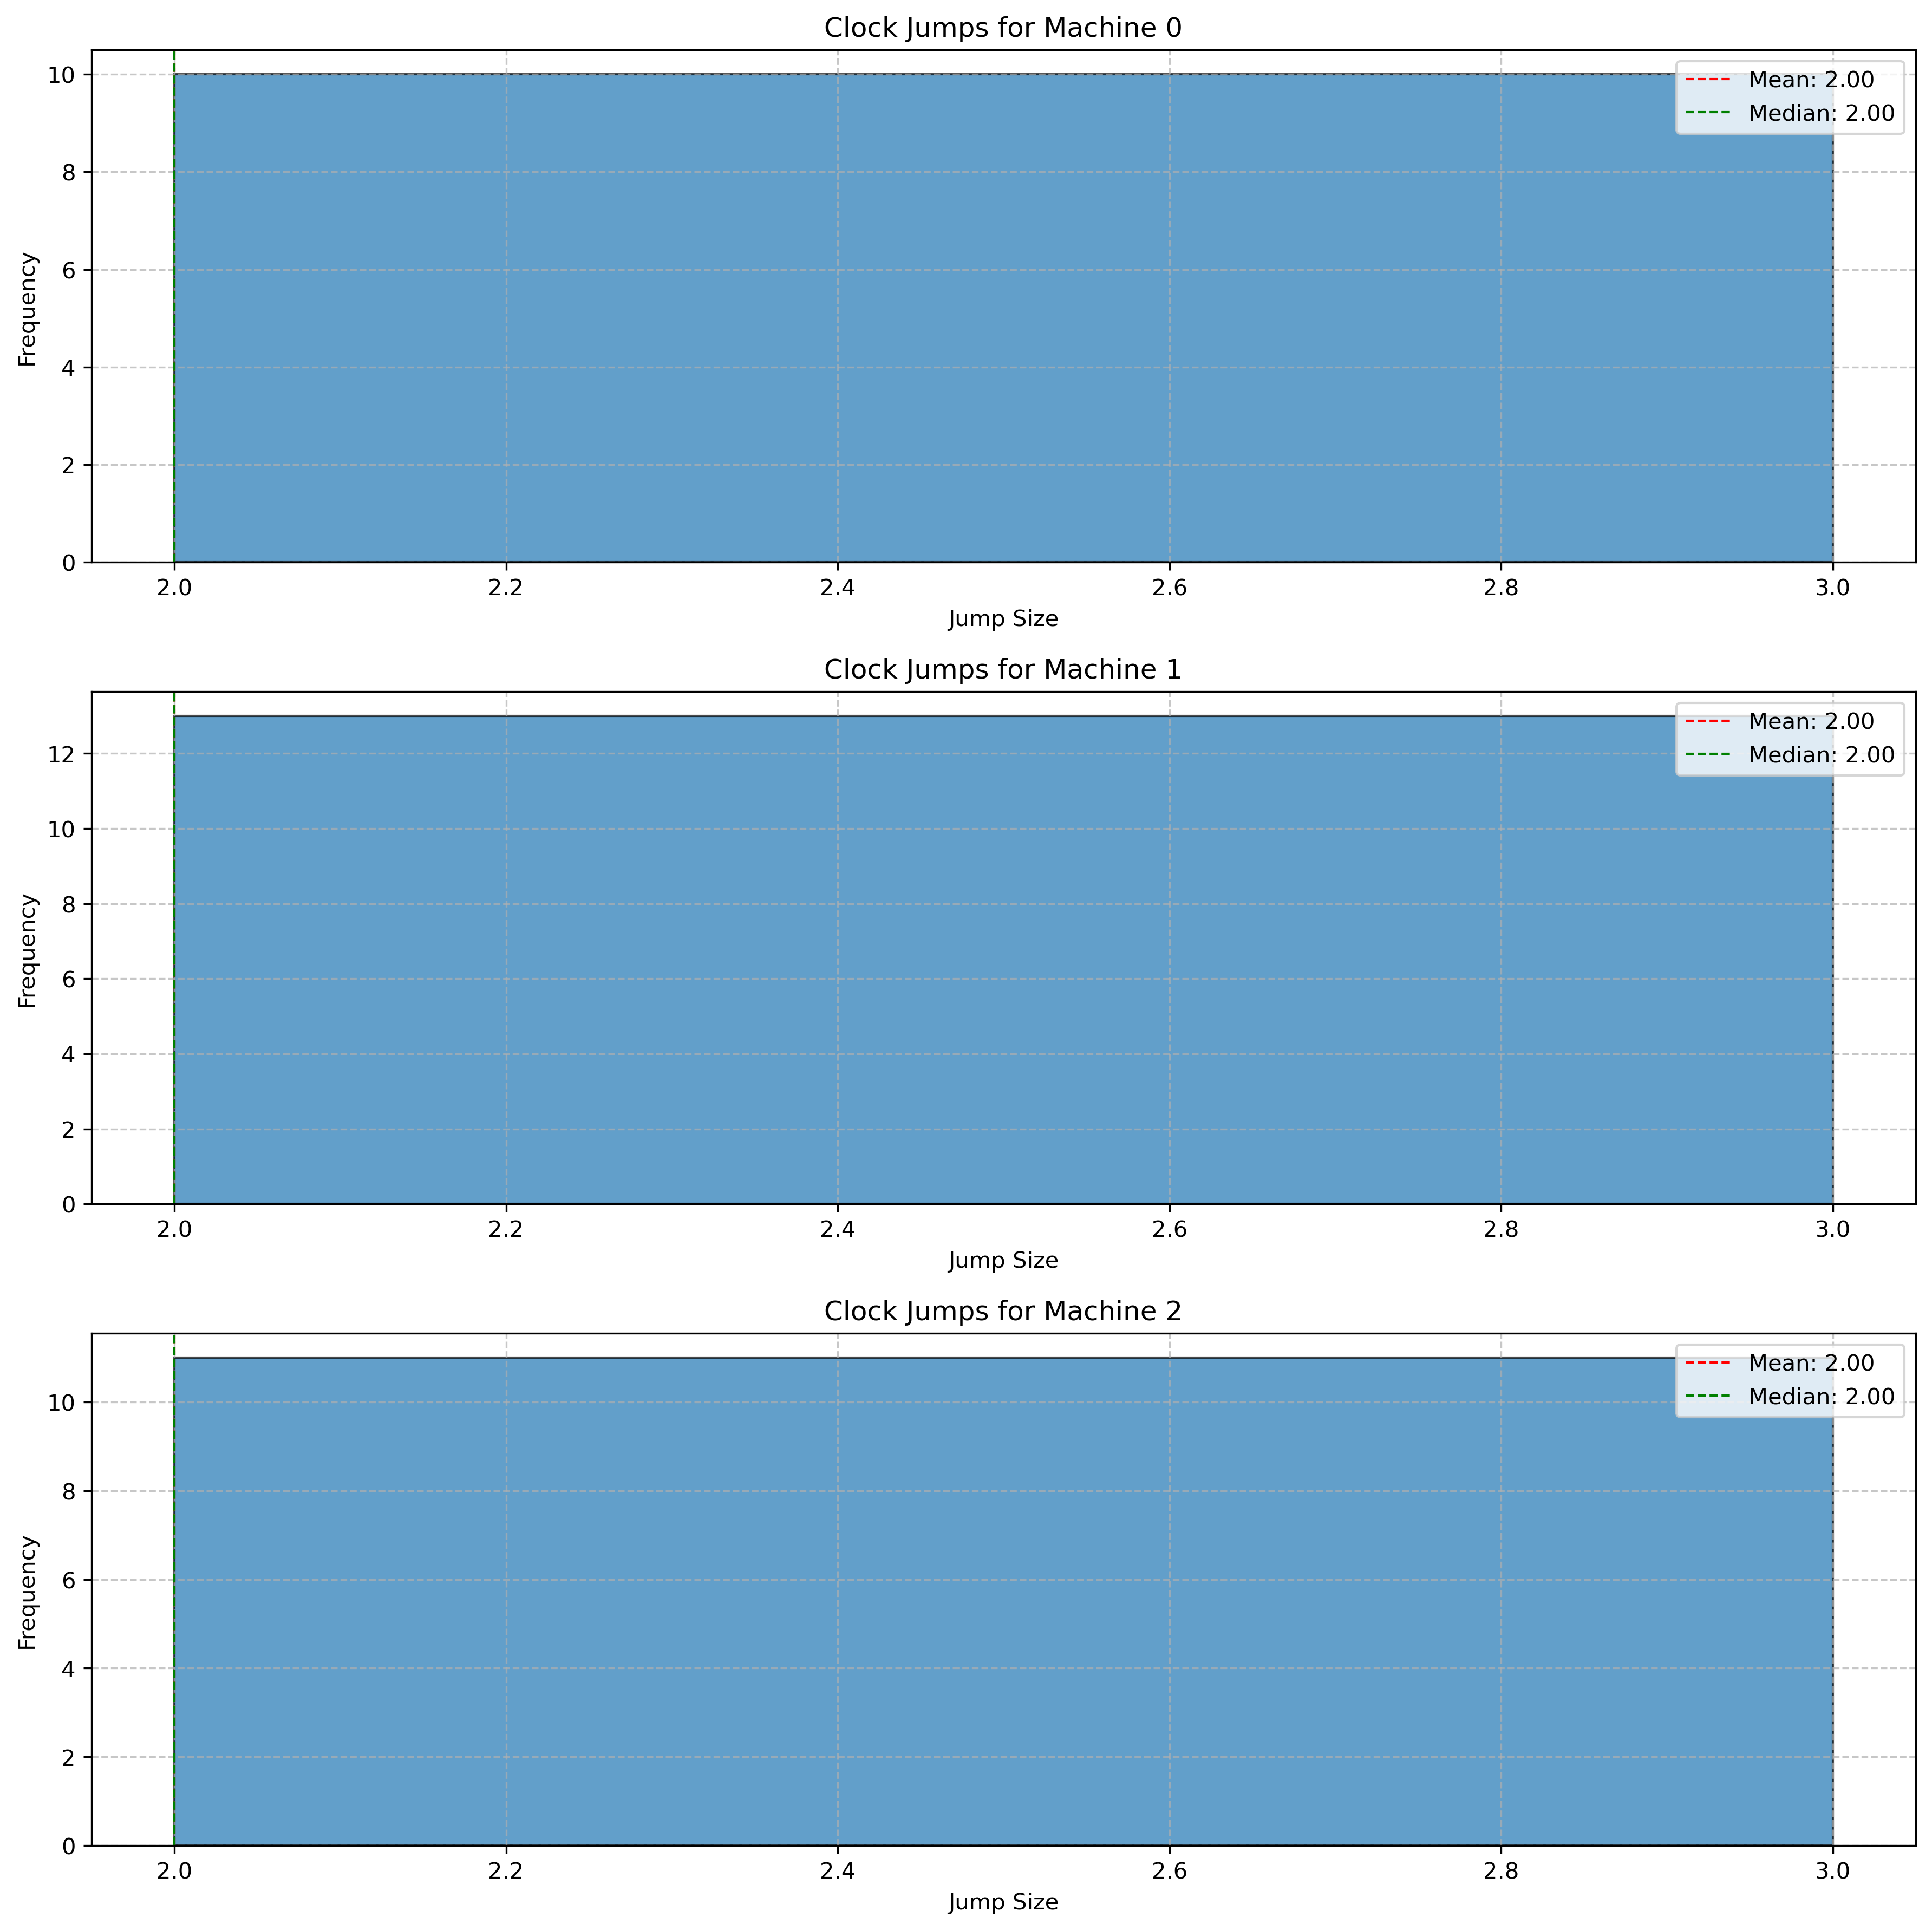 Clock Jumps for Machine 0
Mean: 2.00
Median: 2.00
Frequency
10
8
6
4
2
0
2.0 2.2 2.4 2.6 2.8 3.0
Jump Size
Clock Jumps for Machine 1
Mean: 2.00
Median: 2.00
Frequency
12
10
8
6
4
2
0
2.0 2.2 2.4 2.6 2.8 3.0
Jump Size
Clock Jumps for Machine 2
Mean: 2.00
Median: 2.00
Frequency
10
8
6
4
2
0
2.0 2.2 2.4 2.6 2.8 3.0
Jump Size